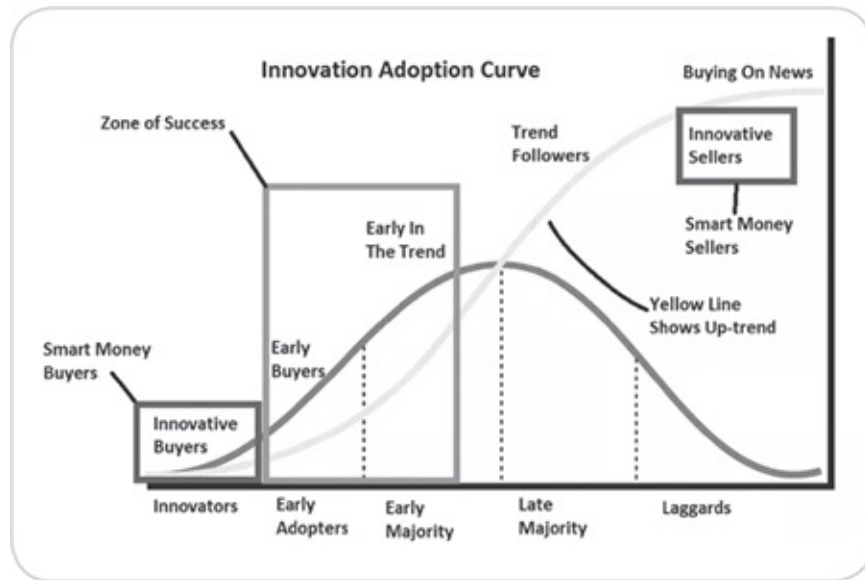 Innovation Adoption Curve
Buying On News
Zone of Success
Trend
Followers
Innovative
Sellers
Early In
The Trend
Smart Money
Sellers
Yellow Line
Shows Up-trend
Smart Money
Buyers
Early
Buyers
Innovative
Buyers
Innovators
Early
Adopters
Early
Majority
Late
Majority
Laggards